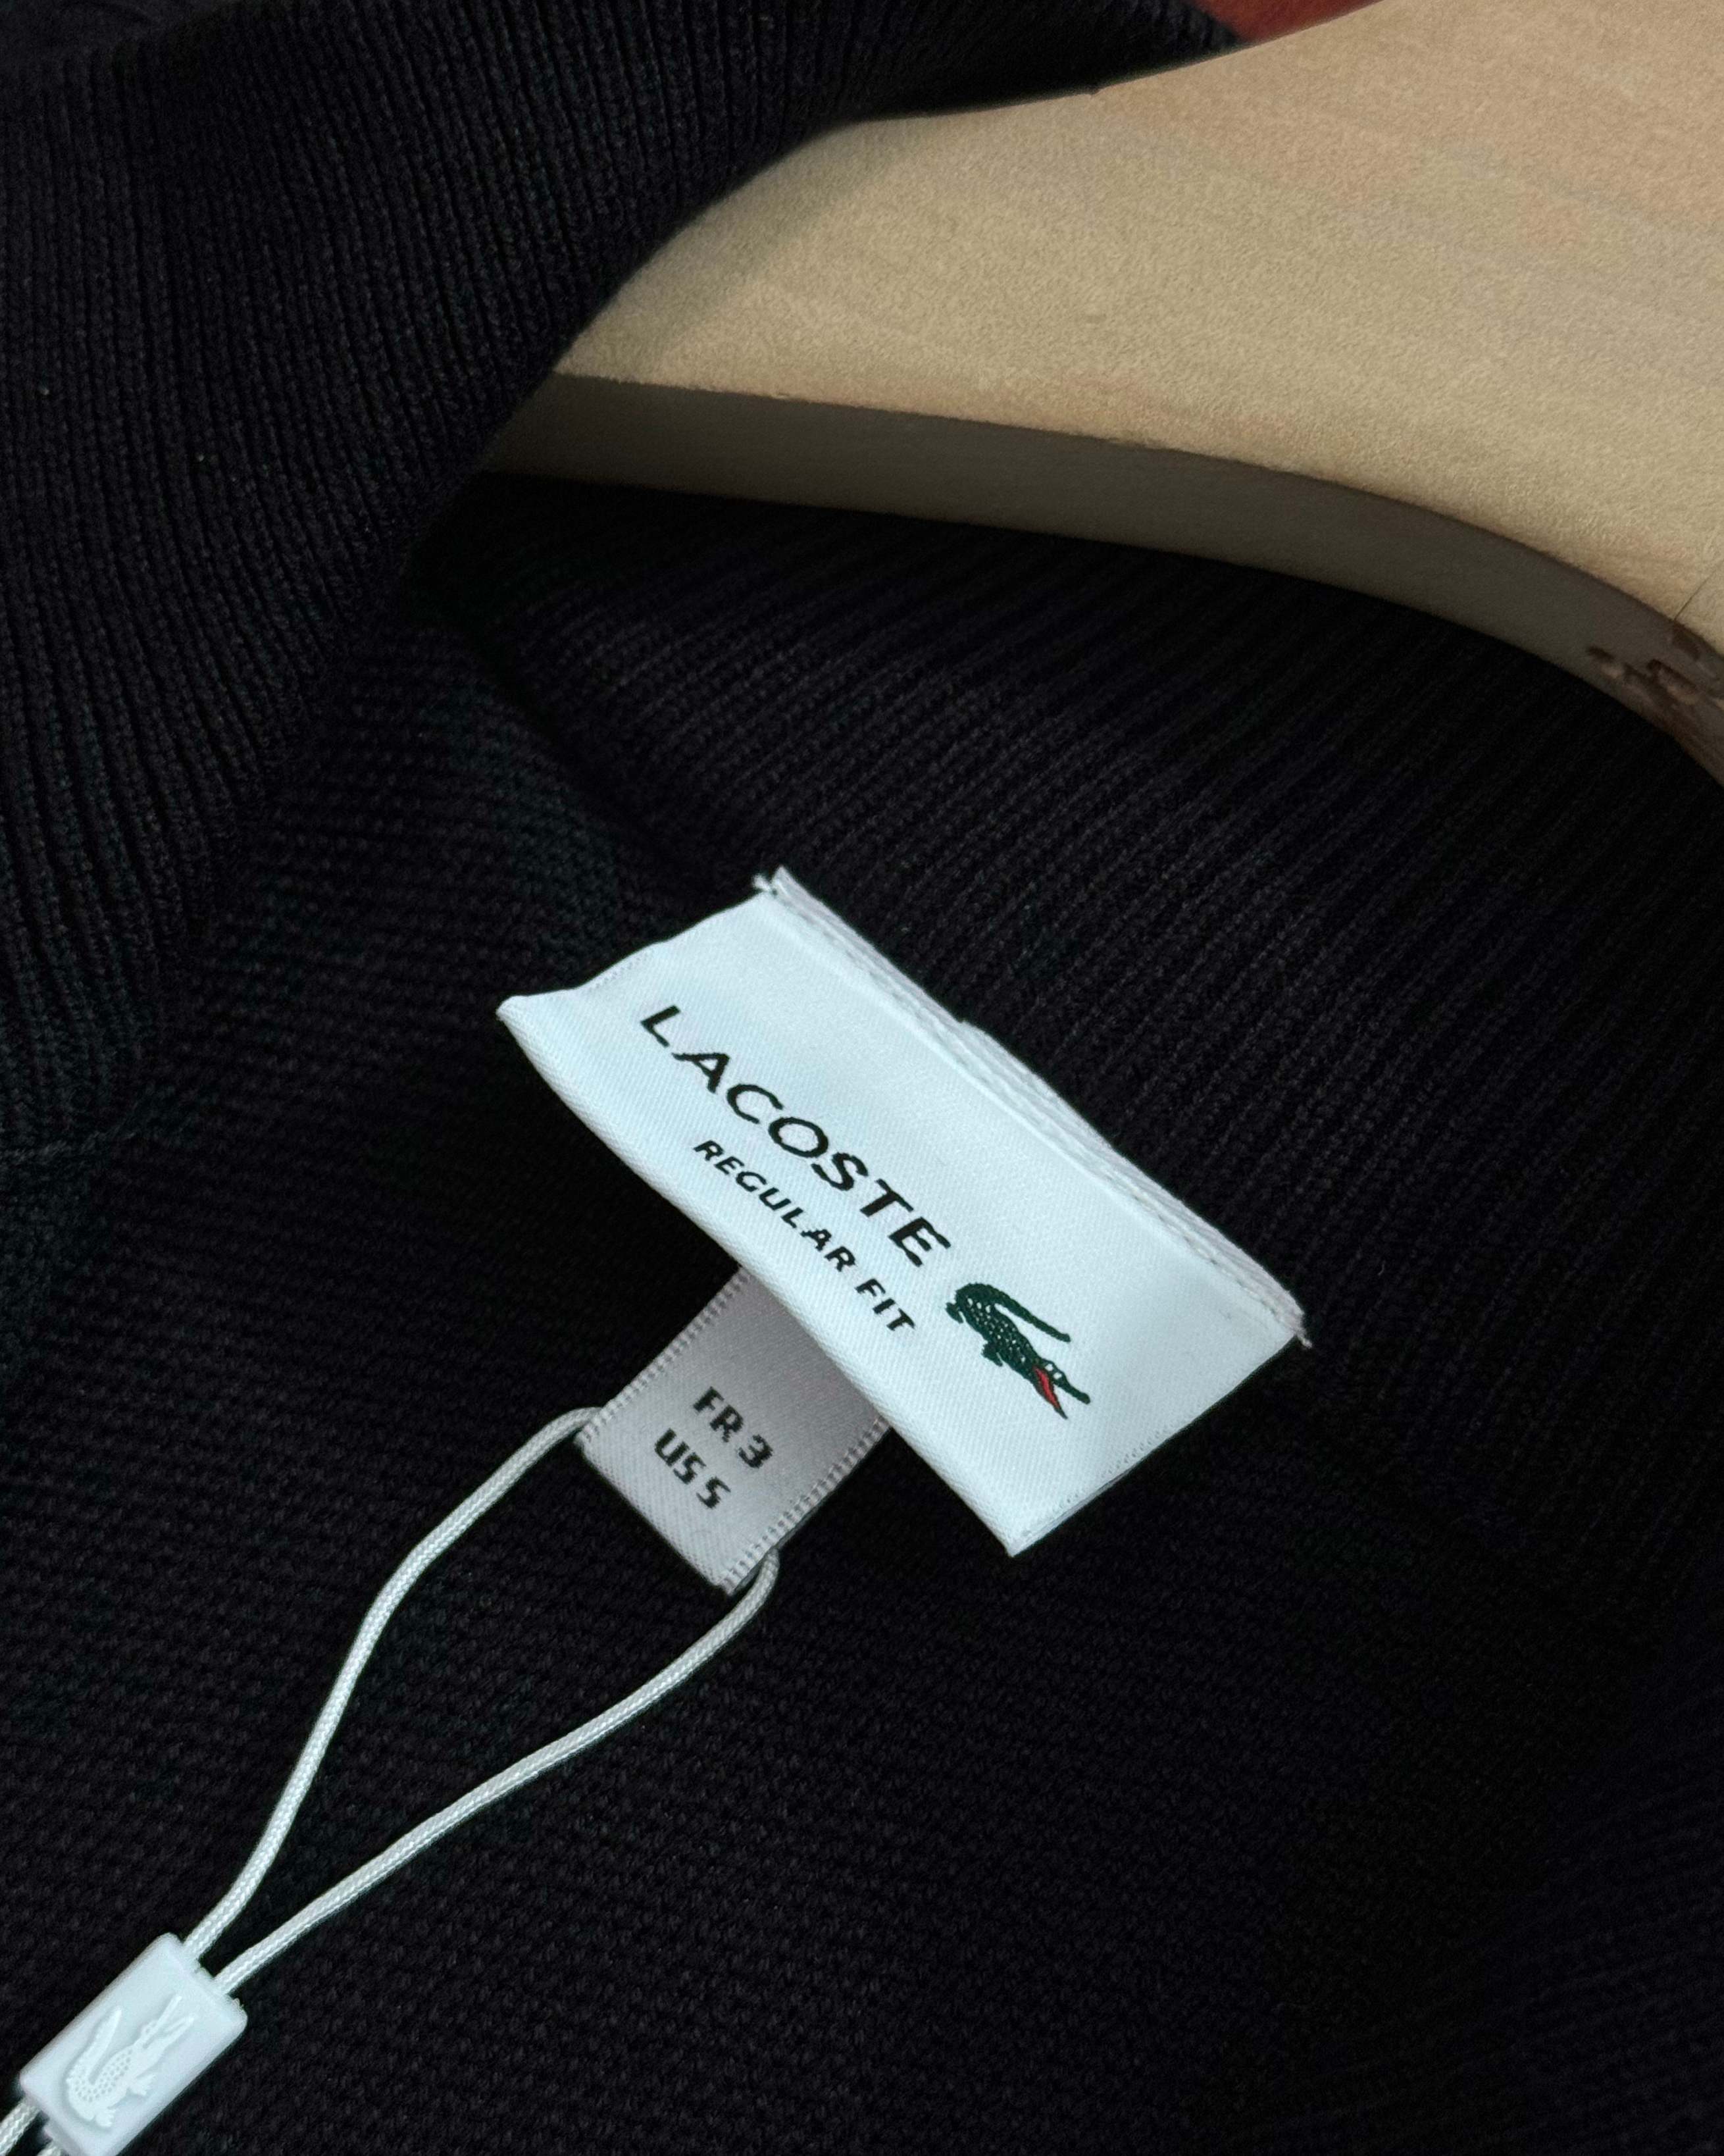 LACOSTE
REGULAR FIT
FR 3
US S